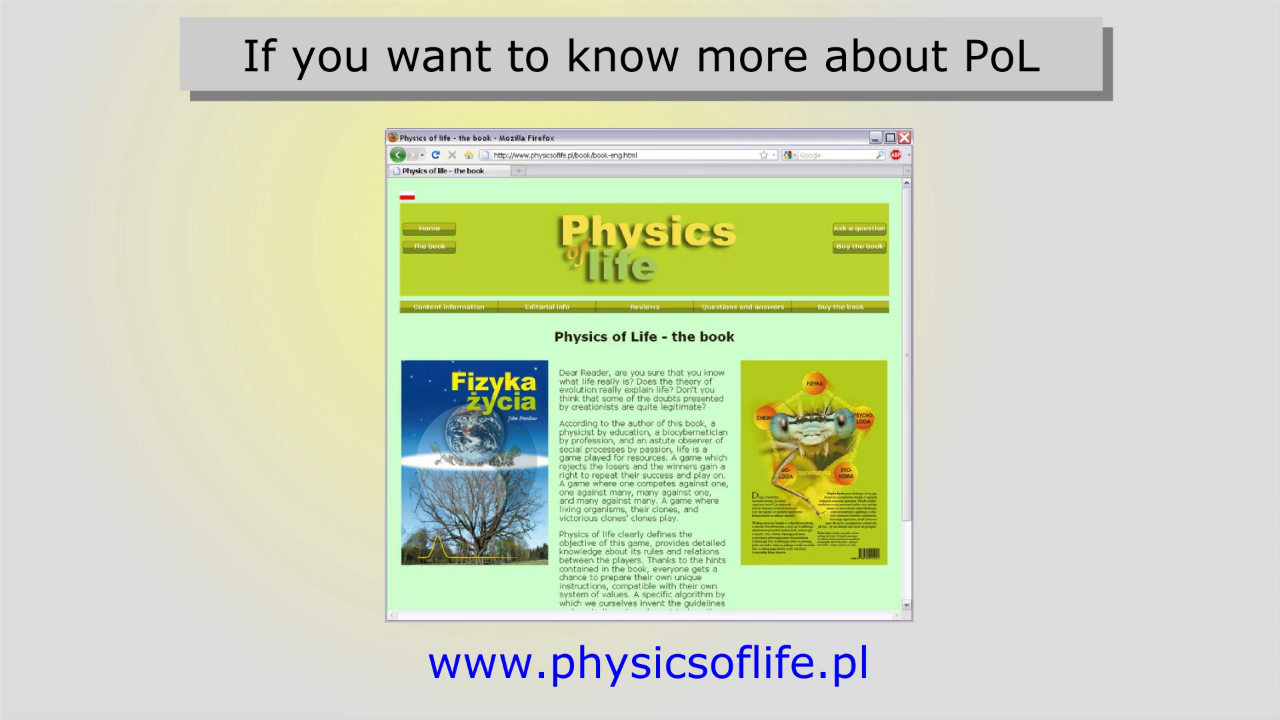 If you want to know more about PoL
Physics of life - the book - Mozilla Firefox
http://www.physicsoflife.pl/book/book-eng.html
Google
ABP
Physics of life - the book
Home
The book
Physics
of
life
Ask a question
Buy the book
Content information
Editorial info
Reviews
Questions and answers
Buy the book
Physics of Life - the book
Fizyka
życia
Dear Reader, are you sure that you know
what life really is? Does the theory of
evolution really explain life? Don't you
think that some of the doubts presented
by creationists are quite legitimate?
According to the author of this book, a
physicist by education, a biocybernetician
by profession, and an astute observer of
social processes by passion, life is a
game played for resources. A game which
rejects the losers and the winners gain a
right to repeat their success and play on.
A game where one competes against one,
one against many, many against one,
and many against many. A game where
living organisms, their clones, and
victorious clones' clones play.
Physics of life clearly defines the
objective of this game, provides detailed
knowledge about its rules and relations
between the players. Thanks to the hints
contained in the book, everyone gets a
chance to prepare their own unique
instructions, compatible with their own
system of values. A specific algorithm by
which we ourselves invent the guidelines
FIZYKA
CHEMIA
PSYCHO-
LOGIA
BIO-
LOGIA
EKO-
NOMIA
www.physicsoflife.pl